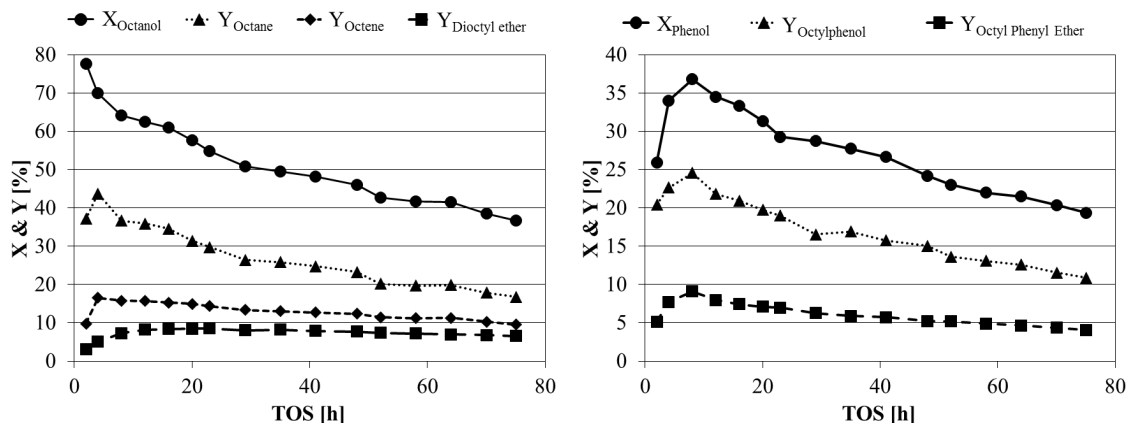 X_Octanol Y_Octane Y_Octene Y_Dioctyl ether
80
70
60
50
40
30
20
10
0
X & Y [%]
0 20 40 60 80
TOS [h]
X_Phenol Y_Octylphenol Y_Octyl Phenyl Ether
40
35
30
25
20
15
10
5
0
X & Y [%]
0 20 40 60 80
TOS [h]